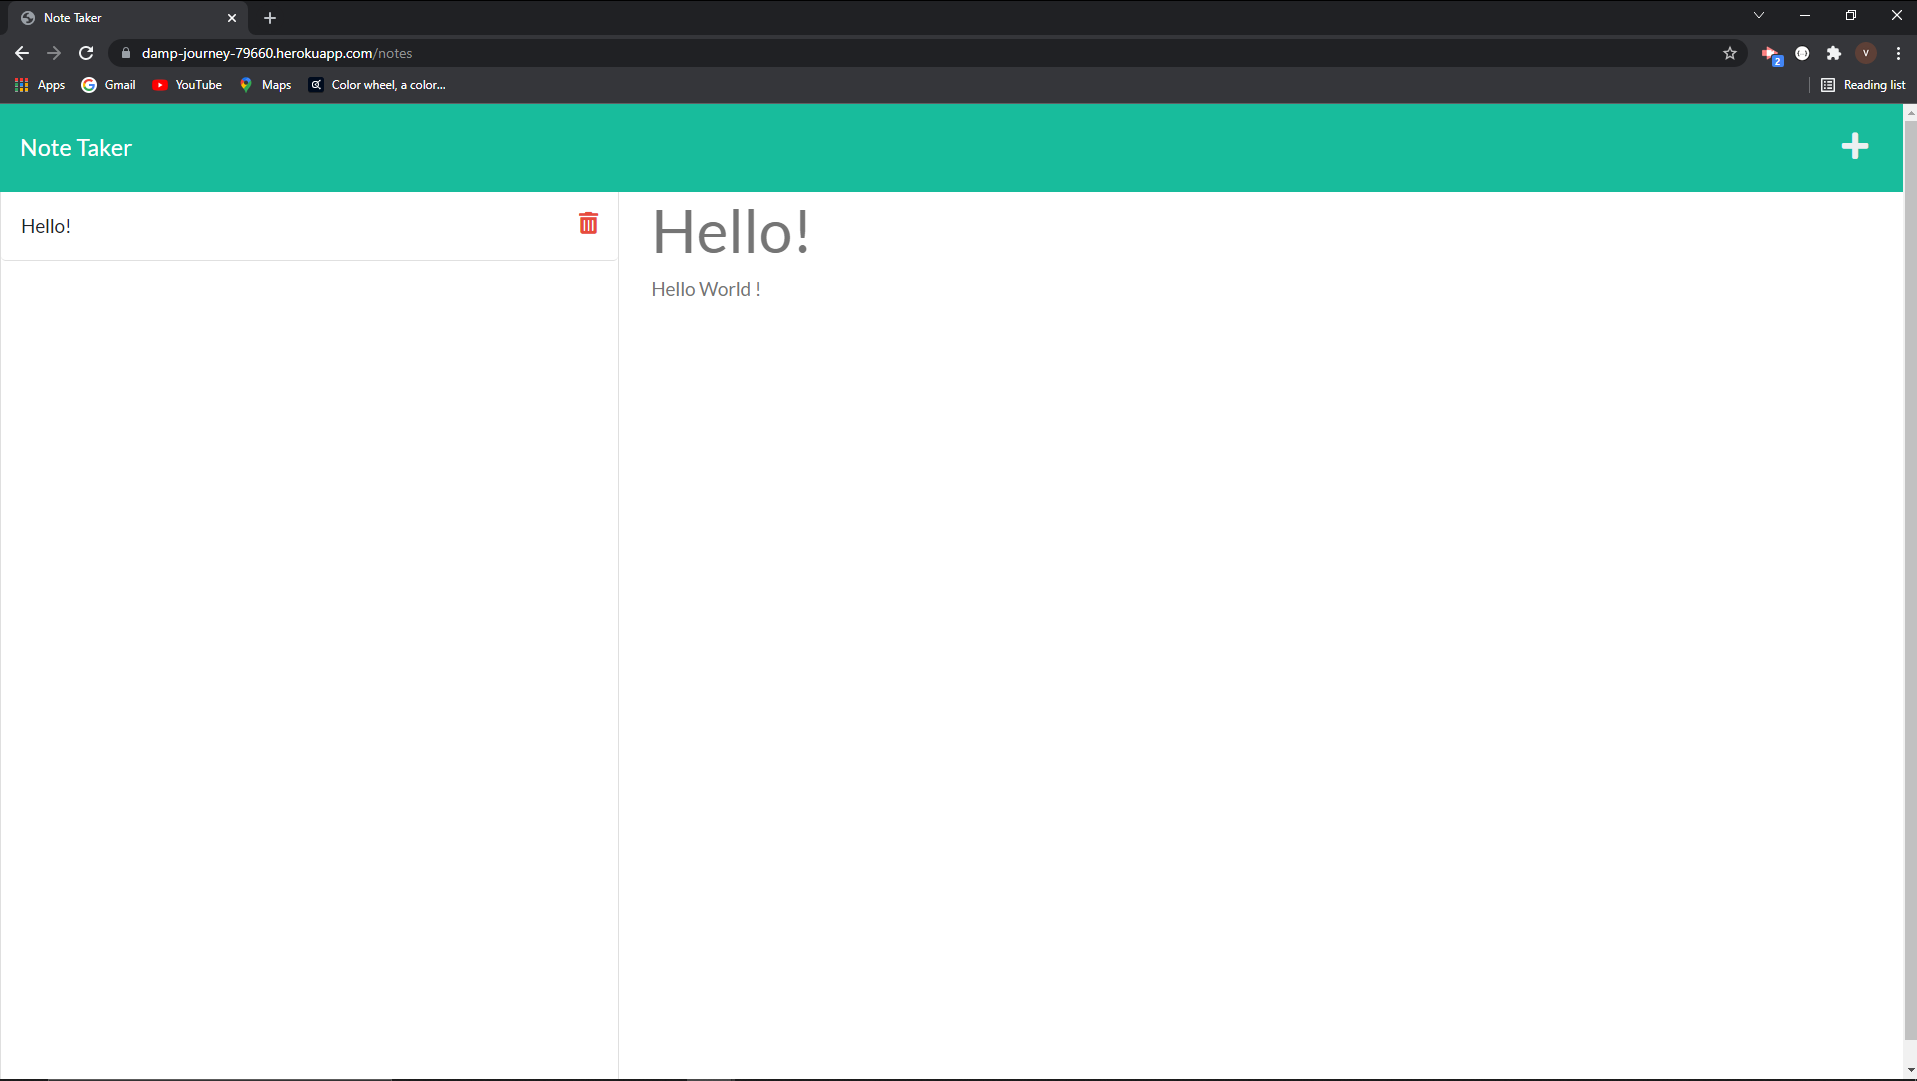 Note Taker
damp-journey-79660.herokuapp.com/notes
2
V
Apps
Gmail
YouTube
Maps
Color wheel, a color...
Reading list
Note Taker
Hello!
Hello!
Hello World !